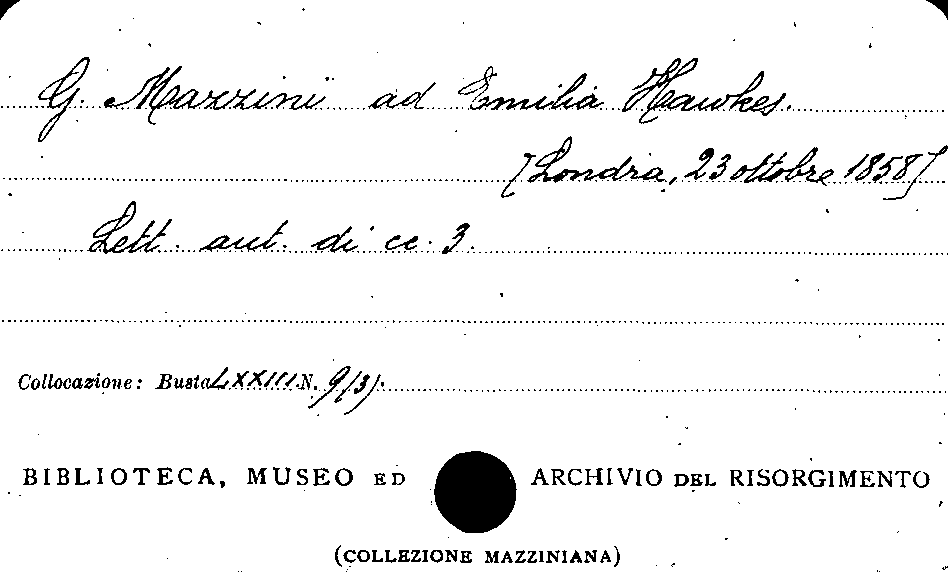 G. Mazzini ad Emilia Hawkes.
[Londra, 23 ottobre 1858]
Lett. aut. di cc. 3.
Collocazione: Busta LXXIII N. 9(3).
BIBLIOTECA, MUSEO ED ARCHIVIO DEL RISORGIMENTO
(COLLEZIONE MAZZINIANA)